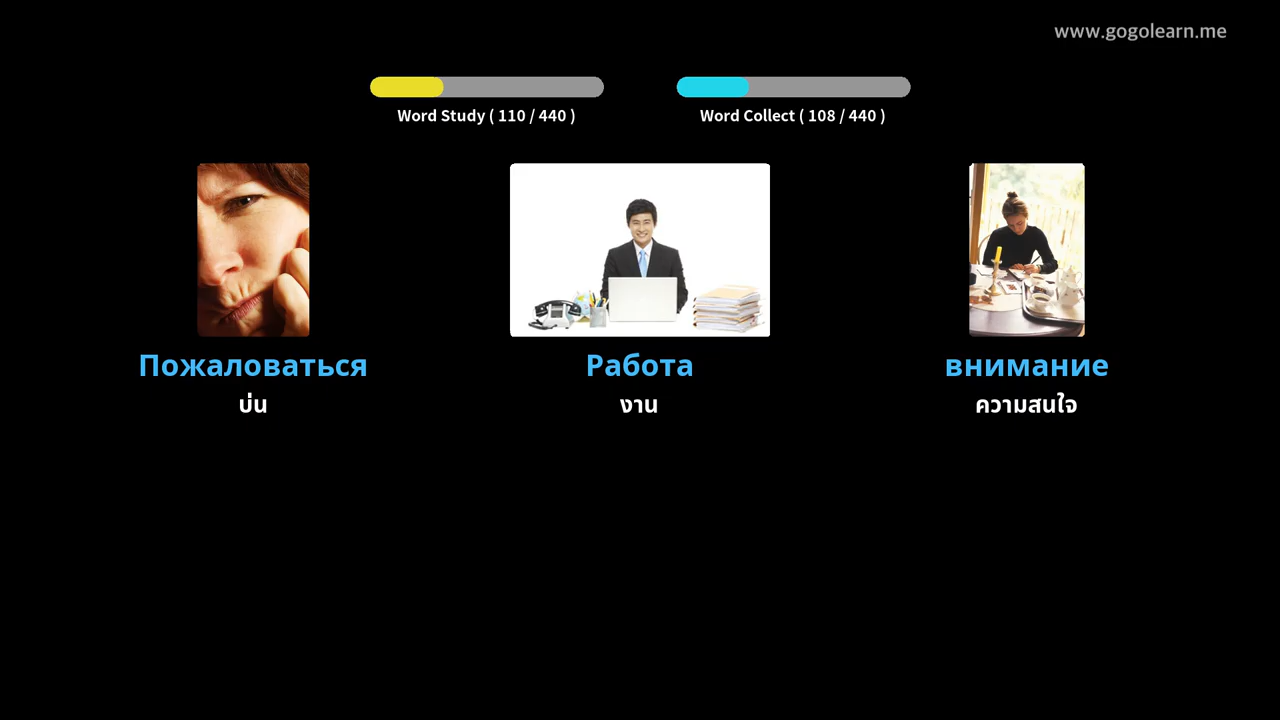 www.gogolearn.me
Word Study ( 110 / 440 )
Word Collect ( 108 / 440 )
Пожаловаться
บ่น
Работа
งาน
внимание
ความสนใจ